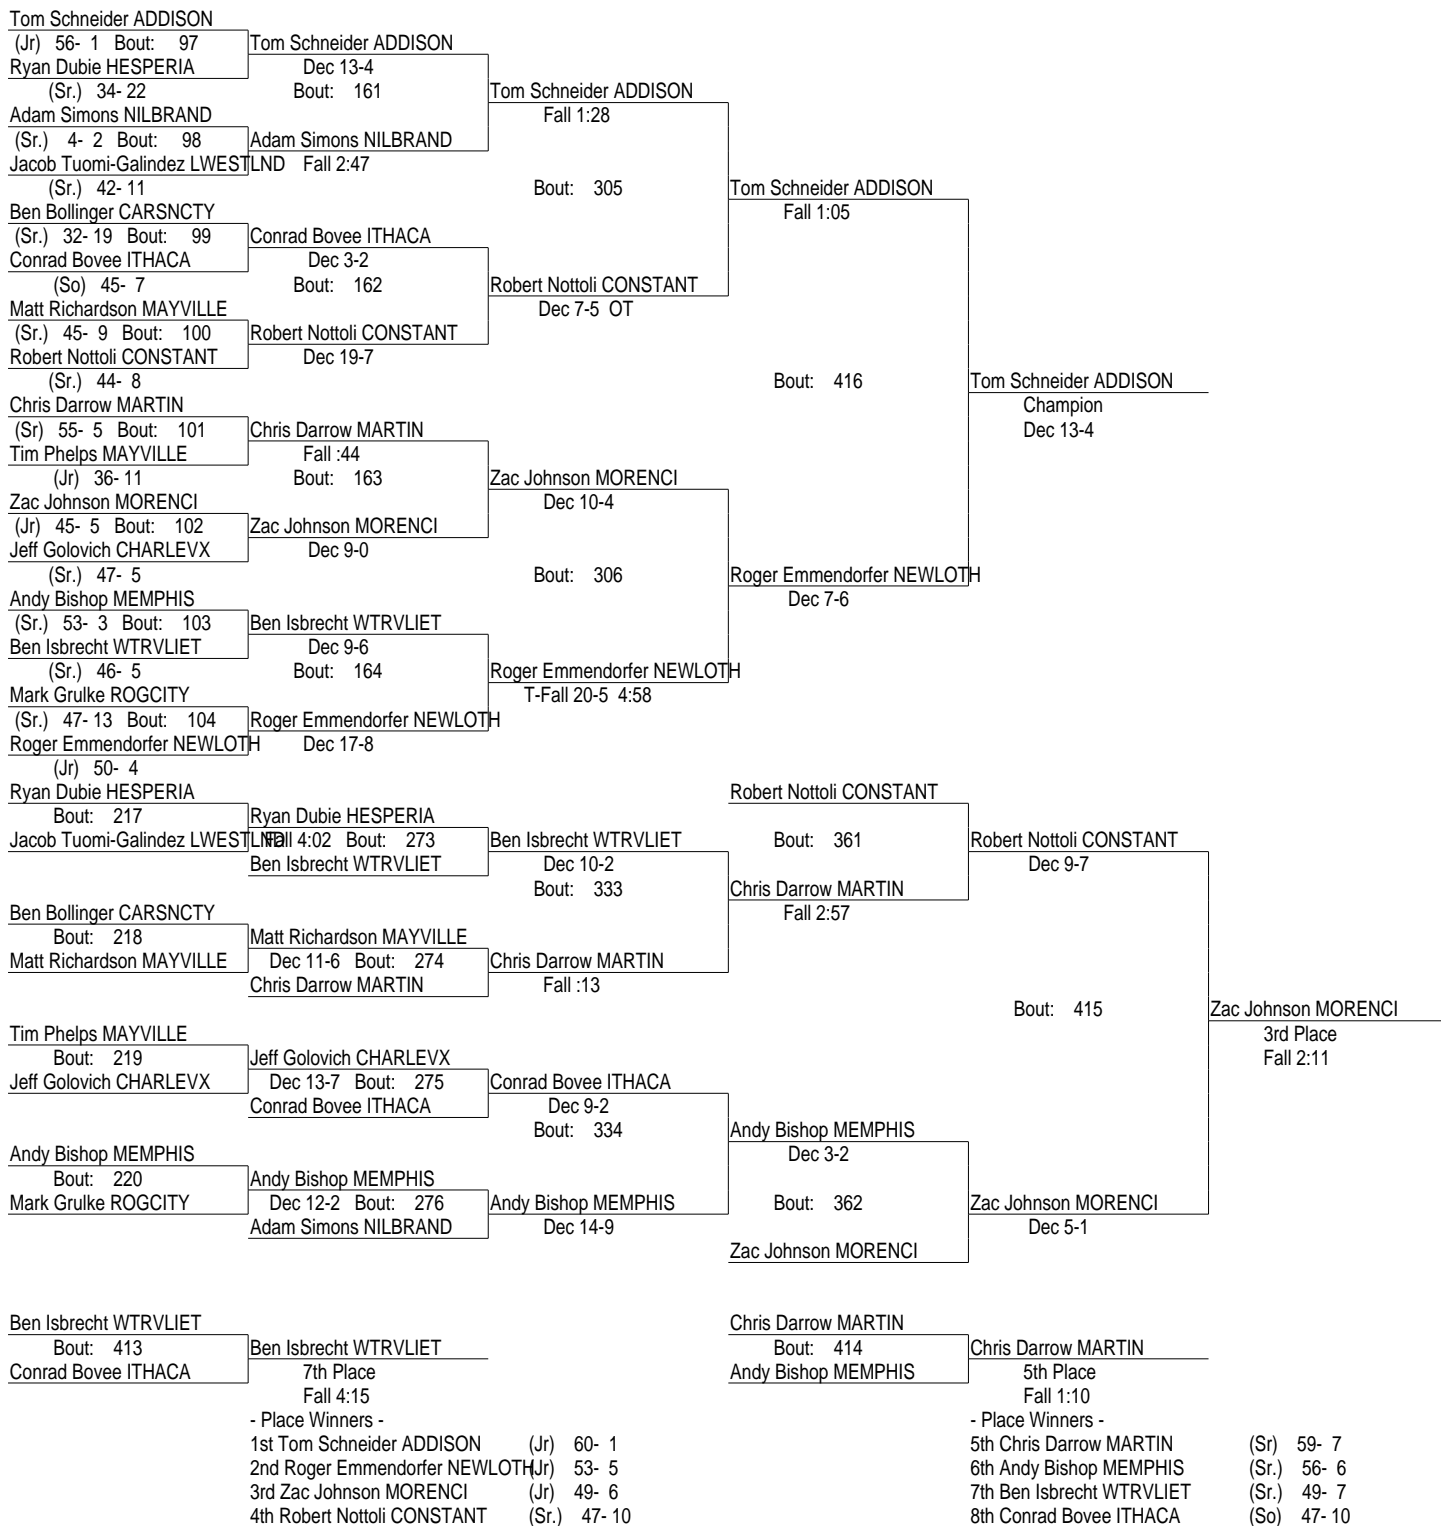 Tom Schneider ADDISON
(Jr) 56- 1 Bout: 97 Tom Schneider ADDISON
Ryan Dubie HESPERIA Dec 13-4
(Sr.) 34- 22 Bout: 161 Tom Schneider ADDISON
Adam Simons NILBRAND Fall 1:28
(Sr.) 4- 2 Bout: 98 Adam Simons NILBRAND
Jacob Tuomi-Galindez LWESTLND Fall 2:47
(Sr.) 42- 11 Bout: 305 Tom Schneider ADDISON
Ben Bollinger CARSNCTY Fall 1:05
(Sr.) 32- 19 Bout: 99 Conrad Bovee ITHACA
Conrad Bovee ITHACA Dec 3-2
(So) 45- 7 Bout: 162 Robert Nottoli CONSTANT
Matt Richardson MAYVILLE Dec 7-5 OT
(Sr.) 45- 9 Bout: 100 Robert Nottoli CONSTANT
Robert Nottoli CONSTANT Dec 19-7
(Sr.) 44- 8 Bout: 416 Tom Schneider ADDISON
Chris Darrow MARTIN Champion
(Sr) 55- 5 Bout: 101 Chris Darrow MARTIN Dec 13-4
Tim Phelps MAYVILLE Fall :44
(Jr) 36- 11 Bout: 163 Zac Johnson MORENCI
Zac Johnson MORENCI Dec 10-4
(Jr) 45- 5 Bout: 102 Zac Johnson MORENCI
Jeff Golovich CHARLEVX Dec 9-0
(Sr.) 47- 5 Bout: 306 Roger Emmendorfer NEWLOTH
Andy Bishop MEMPHIS Dec 7-6
(Sr.) 53- 3 Bout: 103 Ben Isbrecht WTRVLIET
Ben Isbrecht WTRVLIET Dec 9-6
(Sr.) 46- 5 Bout: 164 Roger Emmendorfer NEWLOTH
Mark Grulke ROGCITY T-Fall 20-5 4:58
(Sr.) 47- 13 Bout: 104 Roger Emmendorfer NEWLOTH
Roger Emmendorfer NEWLOTH Dec 17-8
(Jr) 50- 4
Ryan Dubie HESPERIA Robert Nottoli CONSTANT
Bout: 217 Ryan Dubie HESPERIA
Jacob Tuomi-Galindez LWESTLND Fall 4:02 Bout: 273 Ben Isbrecht WTRVLIET Bout: 361 Robert Nottoli CONSTANT
Ben Isbrecht WTRVLIET Dec 10-2 Dec 9-7
Bout: 333 Chris Darrow MARTIN
Ben Bollinger CARSNCTY Fall 2:57
Bout: 218 Matt Richardson MAYVILLE
Matt Richardson MAYVILLE Dec 11-6 Bout: 274 Chris Darrow MARTIN
Chris Darrow MARTIN Fall :13
Bout: 415 Zac Johnson MORENCI
Tim Phelps MAYVILLE 3rd Place
Bout: 219 Jeff Golovich CHARLEVX Fall 2:11
Jeff Golovich CHARLEVX Dec 13-7 Bout: 275 Conrad Bovee ITHACA
Conrad Bovee ITHACA Dec 9-2
Bout: 334 Andy Bishop MEMPHIS
Andy Bishop MEMPHIS Dec 3-2
Bout: 220 Andy Bishop MEMPHIS
Mark Grulke ROGCITY Dec 12-2 Bout: 276 Andy Bishop MEMPHIS Bout: 362 Zac Johnson MORENCI
Adam Simons NILBRAND Dec 14-9 Dec 5-1
Zac Johnson MORENCI
Ben Isbrecht WTRVLIET Chris Darrow MARTIN
Bout: 413 Ben Isbrecht WTRVLIET Bout: 414 Chris Darrow MARTIN
Conrad Bovee ITHACA 7th Place Andy Bishop MEMPHIS 5th Place
Fall 4:15 Fall 1:10
- Place Winners - - Place Winners -
1st Tom Schneider ADDISON (Jr) 60- 1 5th Chris Darrow MARTIN (Sr) 59- 7
2nd Roger Emmendorfer NEWLOTH (Jr) 53- 5 6th Andy Bishop MEMPHIS (Sr.) 56- 6
3rd Zac Johnson MORENCI (Jr) 49- 6 7th Ben Isbrecht WTRVLIET (Sr.) 49- 7
4th Robert Nottoli CONSTANT (Sr.) 47- 10 8th Conrad Bovee ITHACA (So) 47- 10